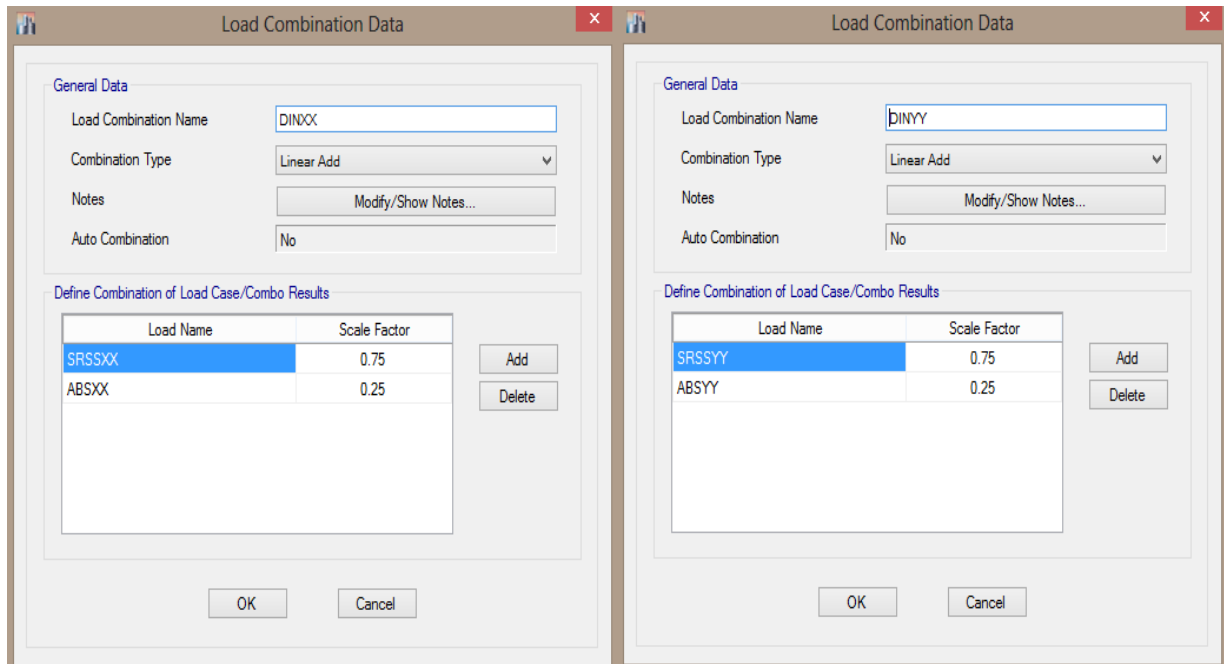 Load Combination Data
General Data
Load Combination Name DINXX
Combination Type Linear Add
Notes Modify/Show Notes...
Auto Combination No
Define Combination of Load Case/Combo Results
Load Name Scale Factor
SRSSXX 0.75 Add
ABSXX 0.25 Delete
OK Cancel
Load Combination Data
General Data
Load Combination Name DINYY
Combination Type Linear Add
Notes Modify/Show Notes...
Auto Combination No
Define Combination of Load Case/Combo Results
Load Name Scale Factor
SRSSYY 0.75 Add
ABSYY 0.25 Delete
OK Cancel